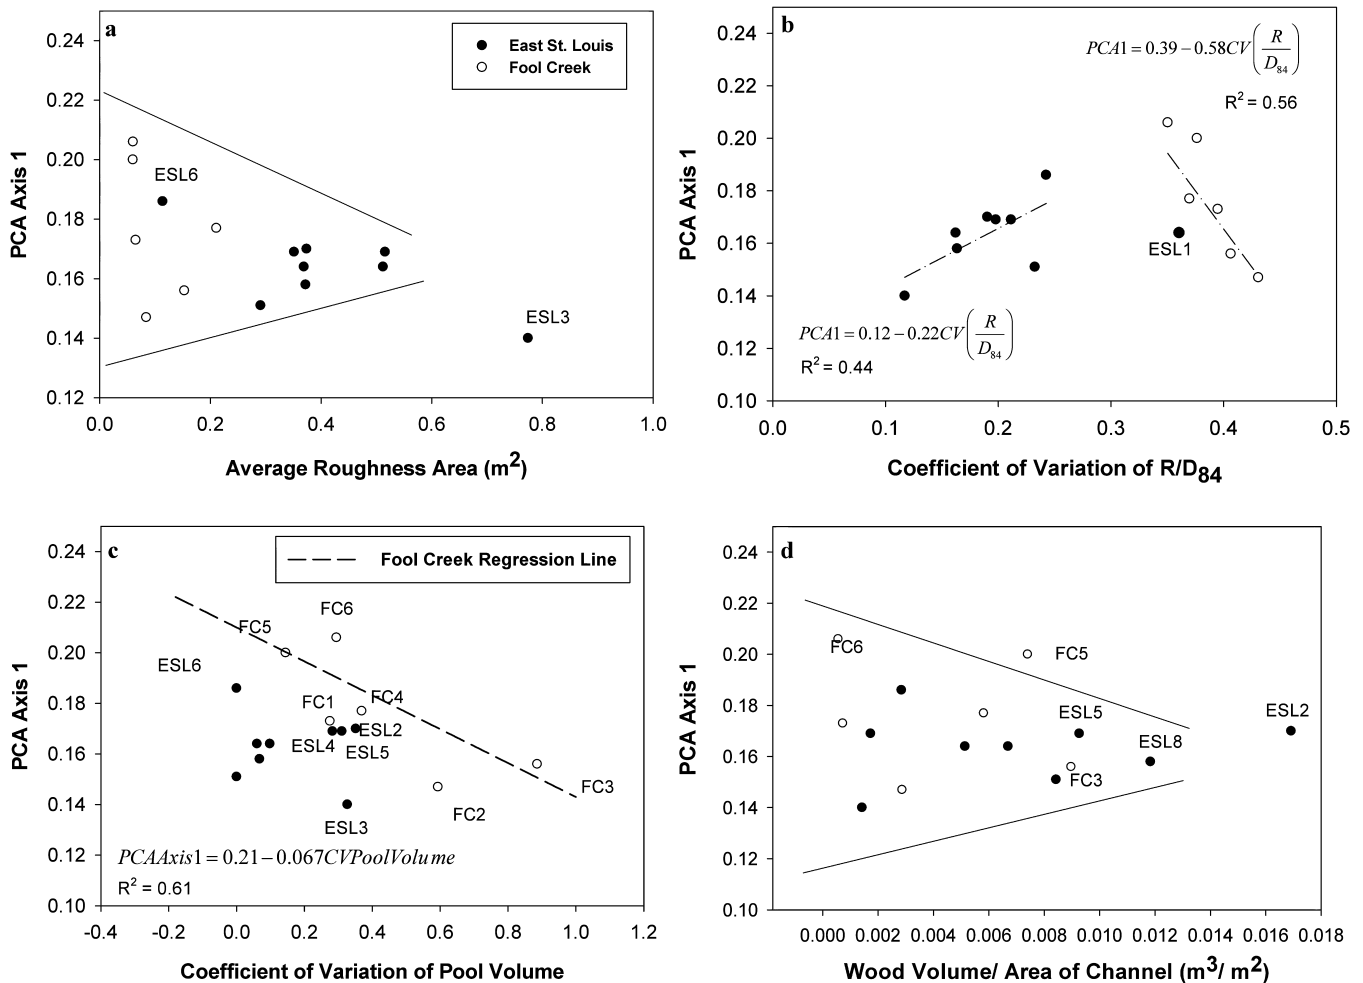 a
East St. Louis
Fool Creek
ESL6
ESL3
0.24
0.22
0.20
0.18
0.16
0.14
0.12
0.0
0.2
0.4
0.6
0.8
1.0
PCA Axis 1
Average Roughness Area (m2)
b
PCA1 = 0.39 − 0.58CV(R/D84)
R2 = 0.56
ESL1
PCA1 = 0.12 − 0.22CV(R/D84)
R2 = 0.44
0.24
0.22
0.20
0.18
0.16
0.14
0.12
0.10
0.0
0.1
0.2
0.3
0.4
0.5
PCA Axis 1
Coefficient of Variation of R/D84
c
Fool Creek Regression Line
FC6
FC5
ESL6
FC1
FC4
ESL2
ESL4
ESL5
FC3
FC2
ESL3
PCAAxis1 = 0.21 − 0.067CVPoolVolume
R2 = 0.61
0.24
0.22
0.20
0.18
0.16
0.14
0.12
0.10
-0.4
-0.2
0.0
0.2
0.4
0.6
0.8
1.0
1.2
PCA Axis 1
Coefficient of Variation of Pool Volume
d
FC6
FC5
ESL5
ESL2
ESL8
FC3
0.24
0.22
0.20
0.18
0.16
0.14
0.12
0.10
0.000
0.002
0.004
0.006
0.008
0.010
0.012
0.014
0.016
0.018
PCA Axis 1
Wood Volume/ Area of Channel (m3/ m2)